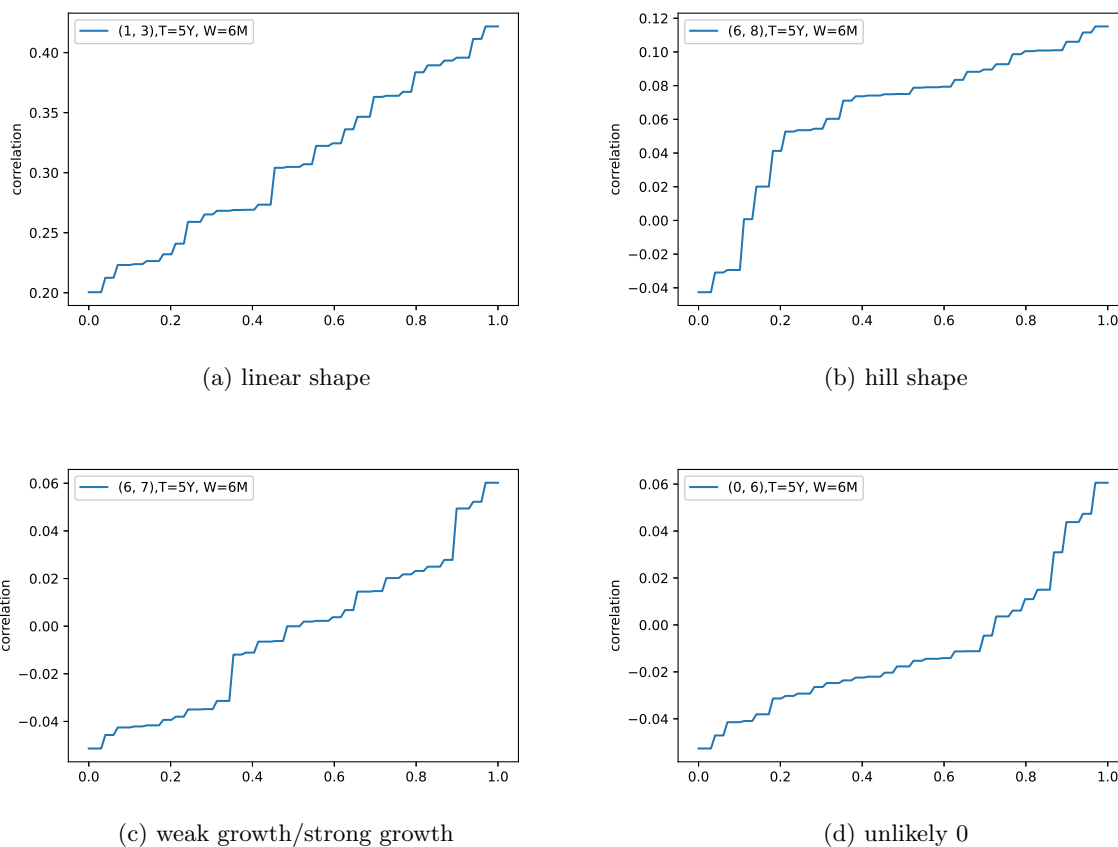 (1, 3),T=5Y, W=6M
correlation
0.40
0.35
0.30
0.25
0.20
0.0 0.2 0.4 0.6 0.8 1.0
(a) linear shape
(6, 8),T=5Y, W=6M
correlation
0.12
0.10
0.08
0.06
0.04
0.02
0.00
−0.02
−0.04
0.0 0.2 0.4 0.6 0.8 1.0
(b) hill shape
(6, 7),T=5Y, W=6M
correlation
0.06
0.04
0.02
0.00
−0.02
−0.04
0.0 0.2 0.4 0.6 0.8 1.0
(c) weak growth/strong growth
(0, 6),T=5Y, W=6M
correlation
0.06
0.04
0.02
0.00
−0.02
−0.04
0.0 0.2 0.4 0.6 0.8 1.0
(d) unlikely 0